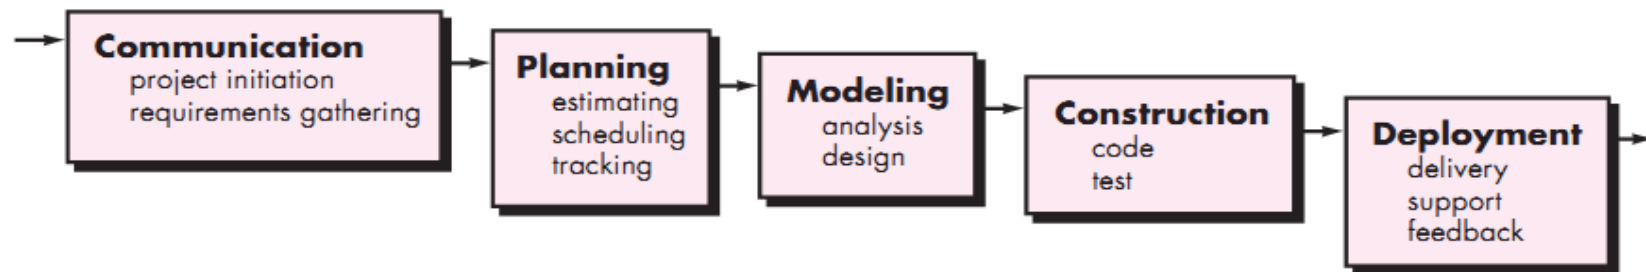 Communication
project initiation
requirements gathering
Planning
estimating
scheduling
tracking
Modeling
analysis
design
Construction
code
test
Deployment
delivery
support
feedback